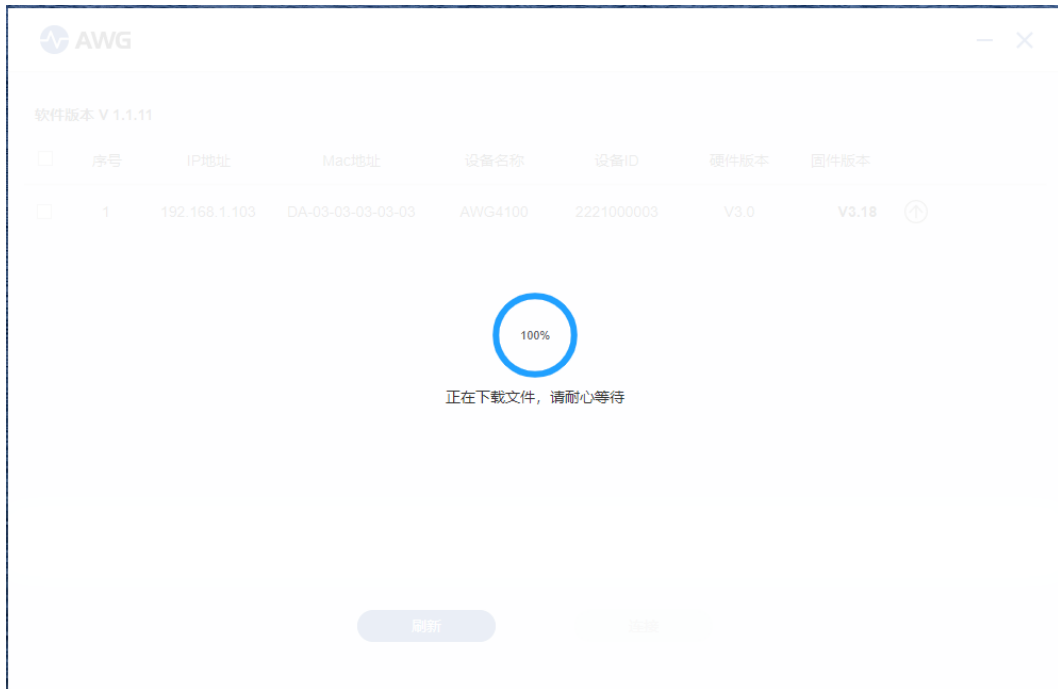 AWG
软件版本 V 1.1.11
序号 IP地址 Mac地址 设备名称 设备ID 硬件版本 固件版本
1 192.168.1.103 DA-03-03-03-03-03 AWG4100 2221000003 V3.0 V3.18
100%
正在下载文件，请耐心等待
刷新